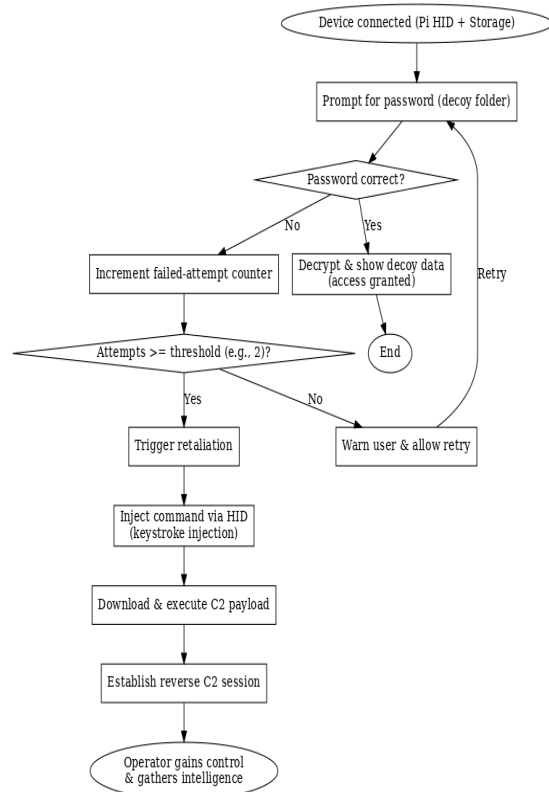 Device connected (Pi HID + Storage)
Prompt for password (decoy folder)
Password correct?
No
Yes
Increment failed-attempt counter
Decrypt & show decoy data
(access granted)
Retry
Attempts >= threshold (e.g., 2)?
End
Yes
No
Trigger retaliation
Warn user & allow retry
Inject command via HID
(keystroke injection)
Download & execute C2 payload
Establish reverse C2 session
Operator gains control
& gathers intelligence